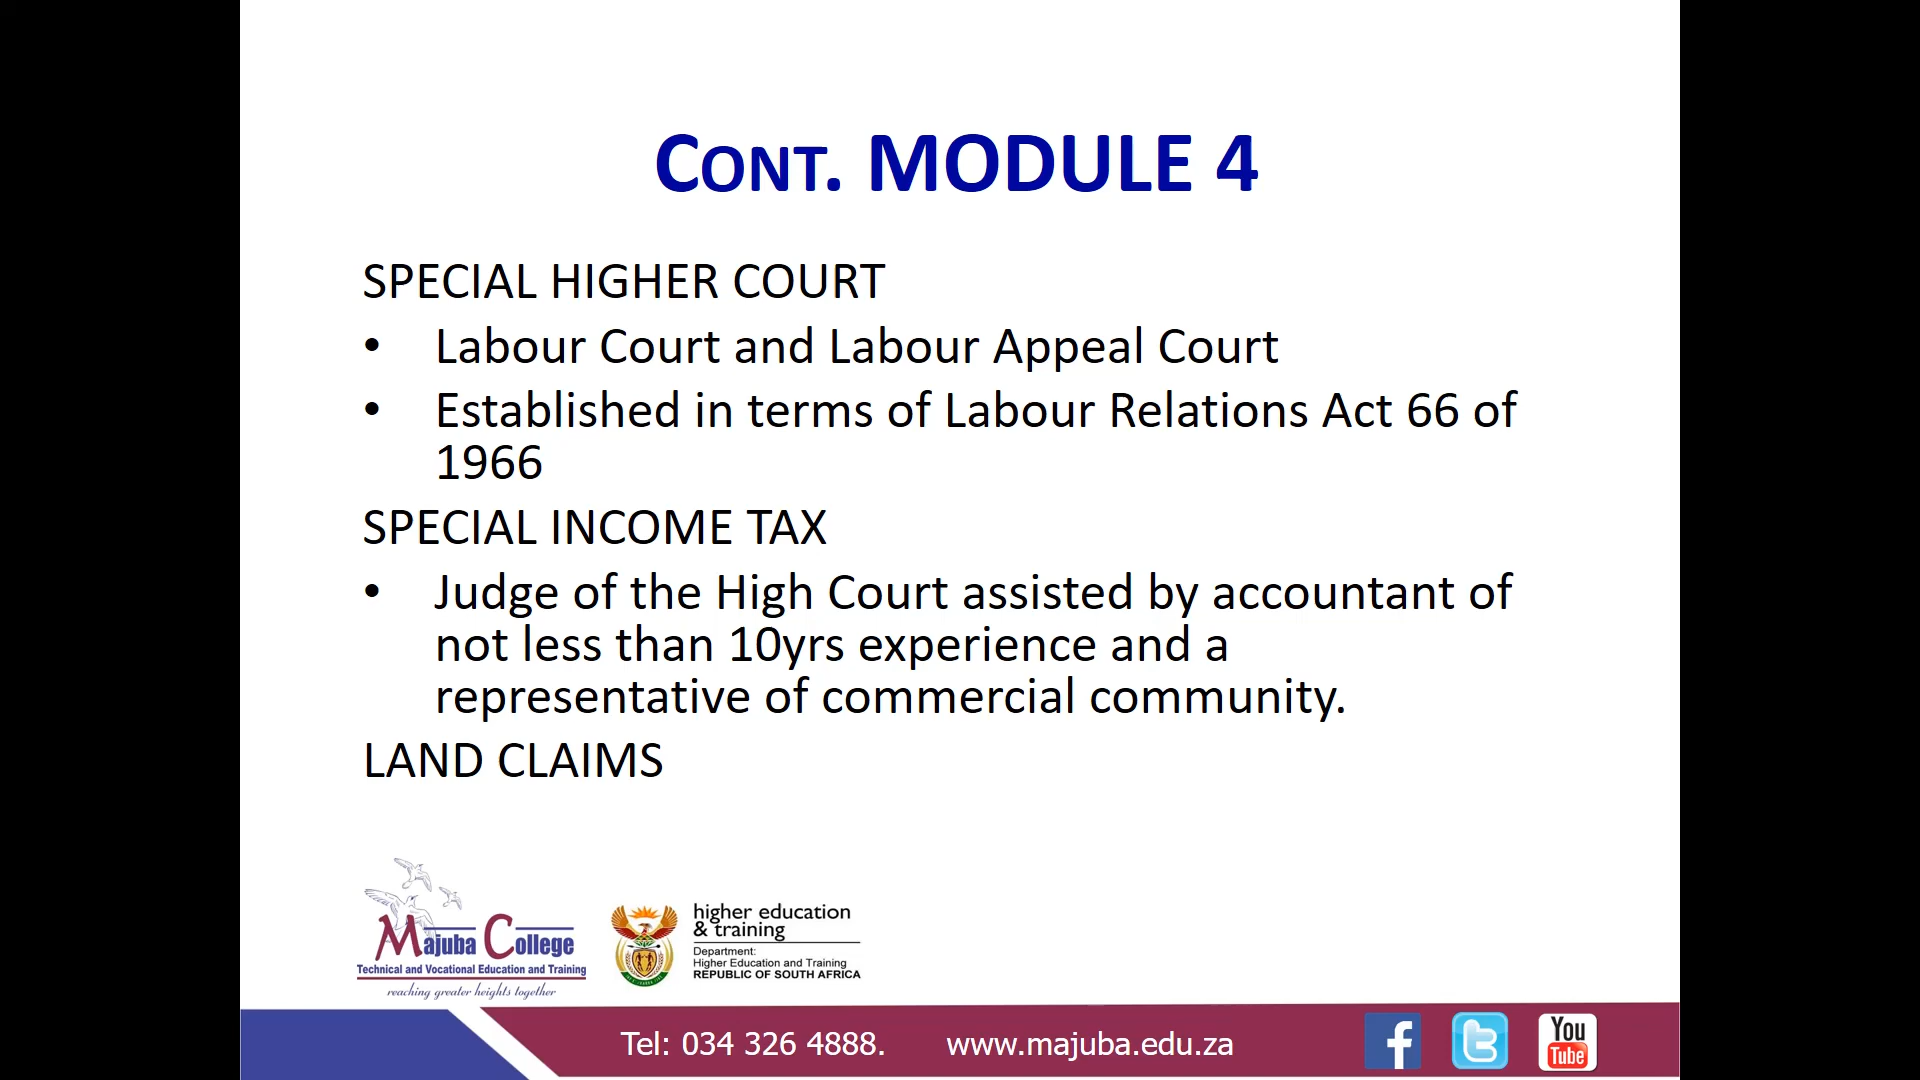 CONT. MODULE 4
SPECIAL HIGHER COURT
• Labour Court and Labour Appeal Court
• Established in terms of Labour Relations Act 66 of
1966
SPECIAL INCOME TAX
• Judge of the High Court assisted by accountant of
not less than 10yrs experience and a
representative of commercial community.
LAND CLAIMS
Majuba College
Technical and Vocational Education and Training
reaching greater heights together
higher education
& training
Department:
Higher Education and Training
REPUBLIC OF SOUTH AFRICA
Tel: 034 326 4888. www.majuba.edu.za
You
Tube